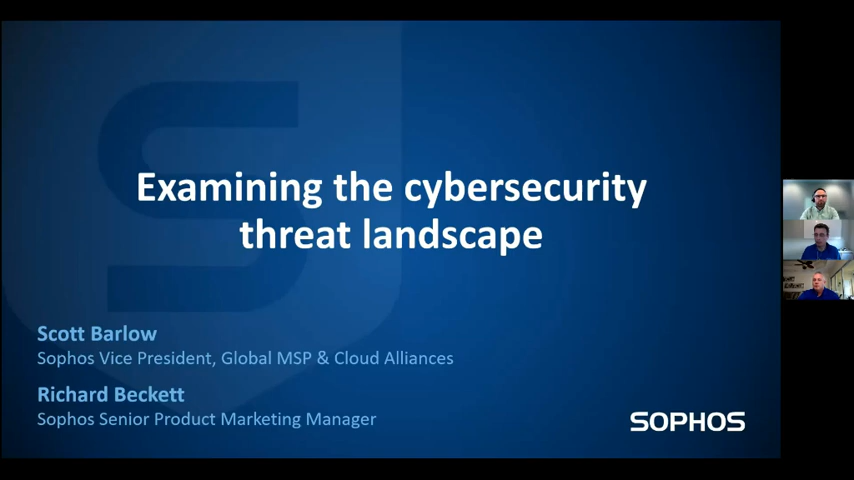 Examining the cybersecurity
threat landscape
Scott Barlow
Sophos Vice President, Global MSP & Cloud Alliances
Richard Beckett
Sophos Senior Product Marketing Manager
SOPHOS